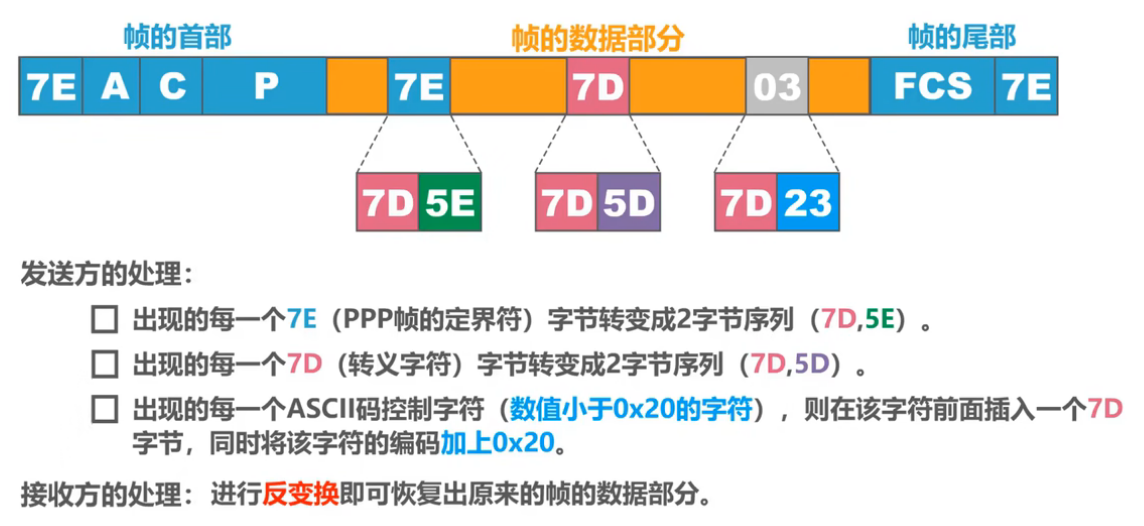 帧的首部 帧的数据部分 帧的尾部
7E A C P 7E 7D 03 FCS 7E
7D 5E 7D 5D 7D 23
发送方的处理：
出现的每一个7E（PPP帧的定界符）字节转变成2字节序列（7D,5E）。
出现的每一个7D（转义字符）字节转变成2字节序列（7D,5D）。
出现的每一个ASCII码控制字符（数值小于0x20的字符），则在该字符前面插入一个7D
字节，同时将该字符的编码加上0x20。
接收方的处理：进行反变换即可恢复出原来的帧的数据部分。